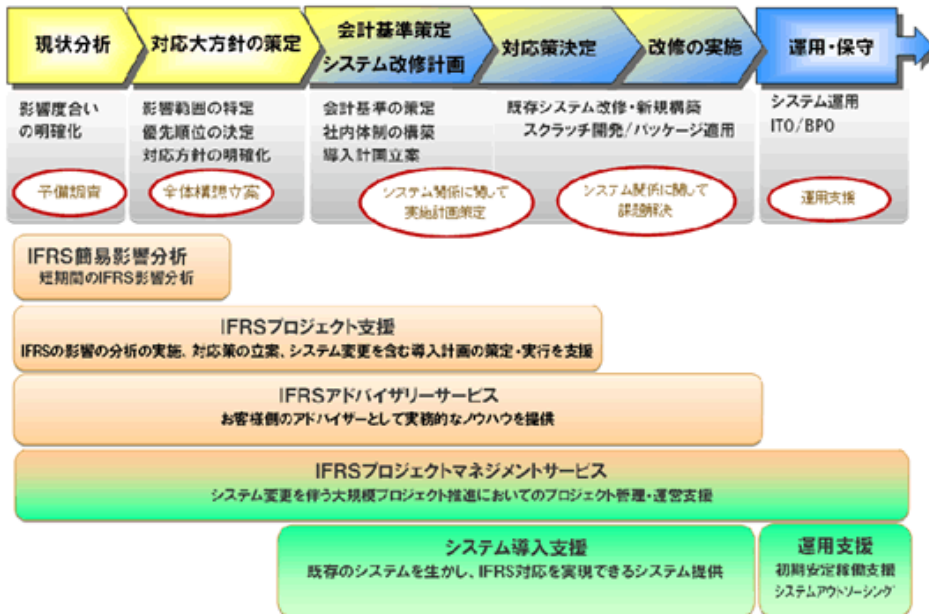 現状分析
対応大方針の策定
会計基準策定
システム改修計画
対応策決定
改修の実施
運用・保守
影響度合い
の明確化
影響範囲の特定
優先順位の決定
対応方針の明確化
会計基準の策定
社内体制の構築
導入計画立案
既存システム改修・新規構築
スクラッチ開発/パッケージ適用
システム運用
ITO/BPO
予備調査
全体構想立案
システム関係に関して
実施計画策定
システム関係に関して
課題解決
運用支援
IFRS簡易影響分析
短期間のIFRS影響分析
IFRSプロジェクト支援
IFRSの影響の分析の実施、対応策の立案、システム変更を含む導入計画の策定・実行を支援
IFRSアドバイザリーサービス
お客様側のアドバイザーとして実務的なノウハウを提供
IFRSプロジェクトマネジメントサービス
システム変更を伴う大規模プロジェクト推進においてのプロジェクト管理・運営支援
システム導入支援
既存のシステムを生かし、IFRS対応を実現できるシステム提供
運用支援
初期安定稼働支援
システムアウトソーシング